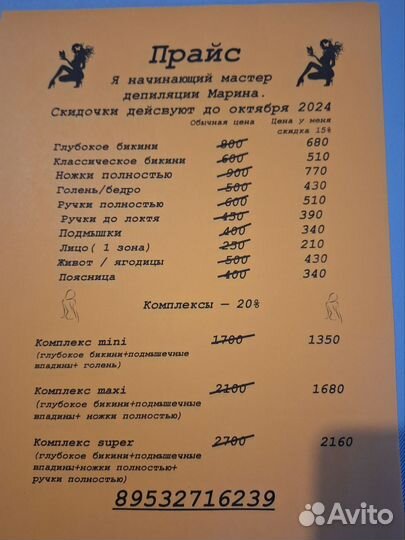 Прайс
Я начинающий мастер
депиляции Марина.
Скидочки дейсвуют до октября 2024
Обычная цена Цена у меня
скидка 15%
Глубокое бикини 800 680
Классическое бикини 600 510
Ножки полностью 900 770
Голень/бедро 500 430
Ручки полностью 600 510
Ручки до локтя 450 390
Подмышки 400 340
Лицо( 1 зона) 250 210
Живот / ягодицы 500 430
Поясница 400 340
Комплексы — 20%
Комплекс mini 1700 1350
(глубокое бикини+подмышечные
впадины+ голень)
Комплекс maxi 2100 1680
(глубокое бикини+подмышечные
впадины+ ножки полностью)
Комплекс super 2700 2160
(глубокое бикини+подмышечные
впадины+ножки полностью+
ручки полностью)
89532716239
Avito